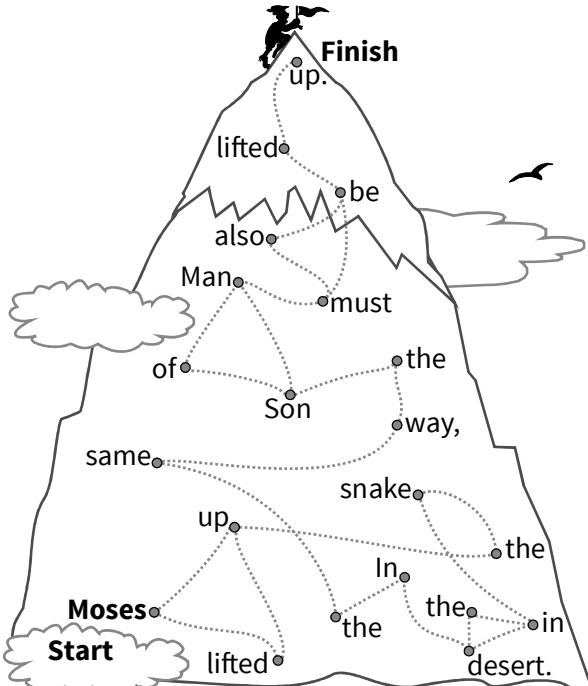 Finish
up.
lifted
be
also
Man
must
of
the
Son
way,
same
snake
up
the
In
Moses
the
the
in
Start
lifted
desert.